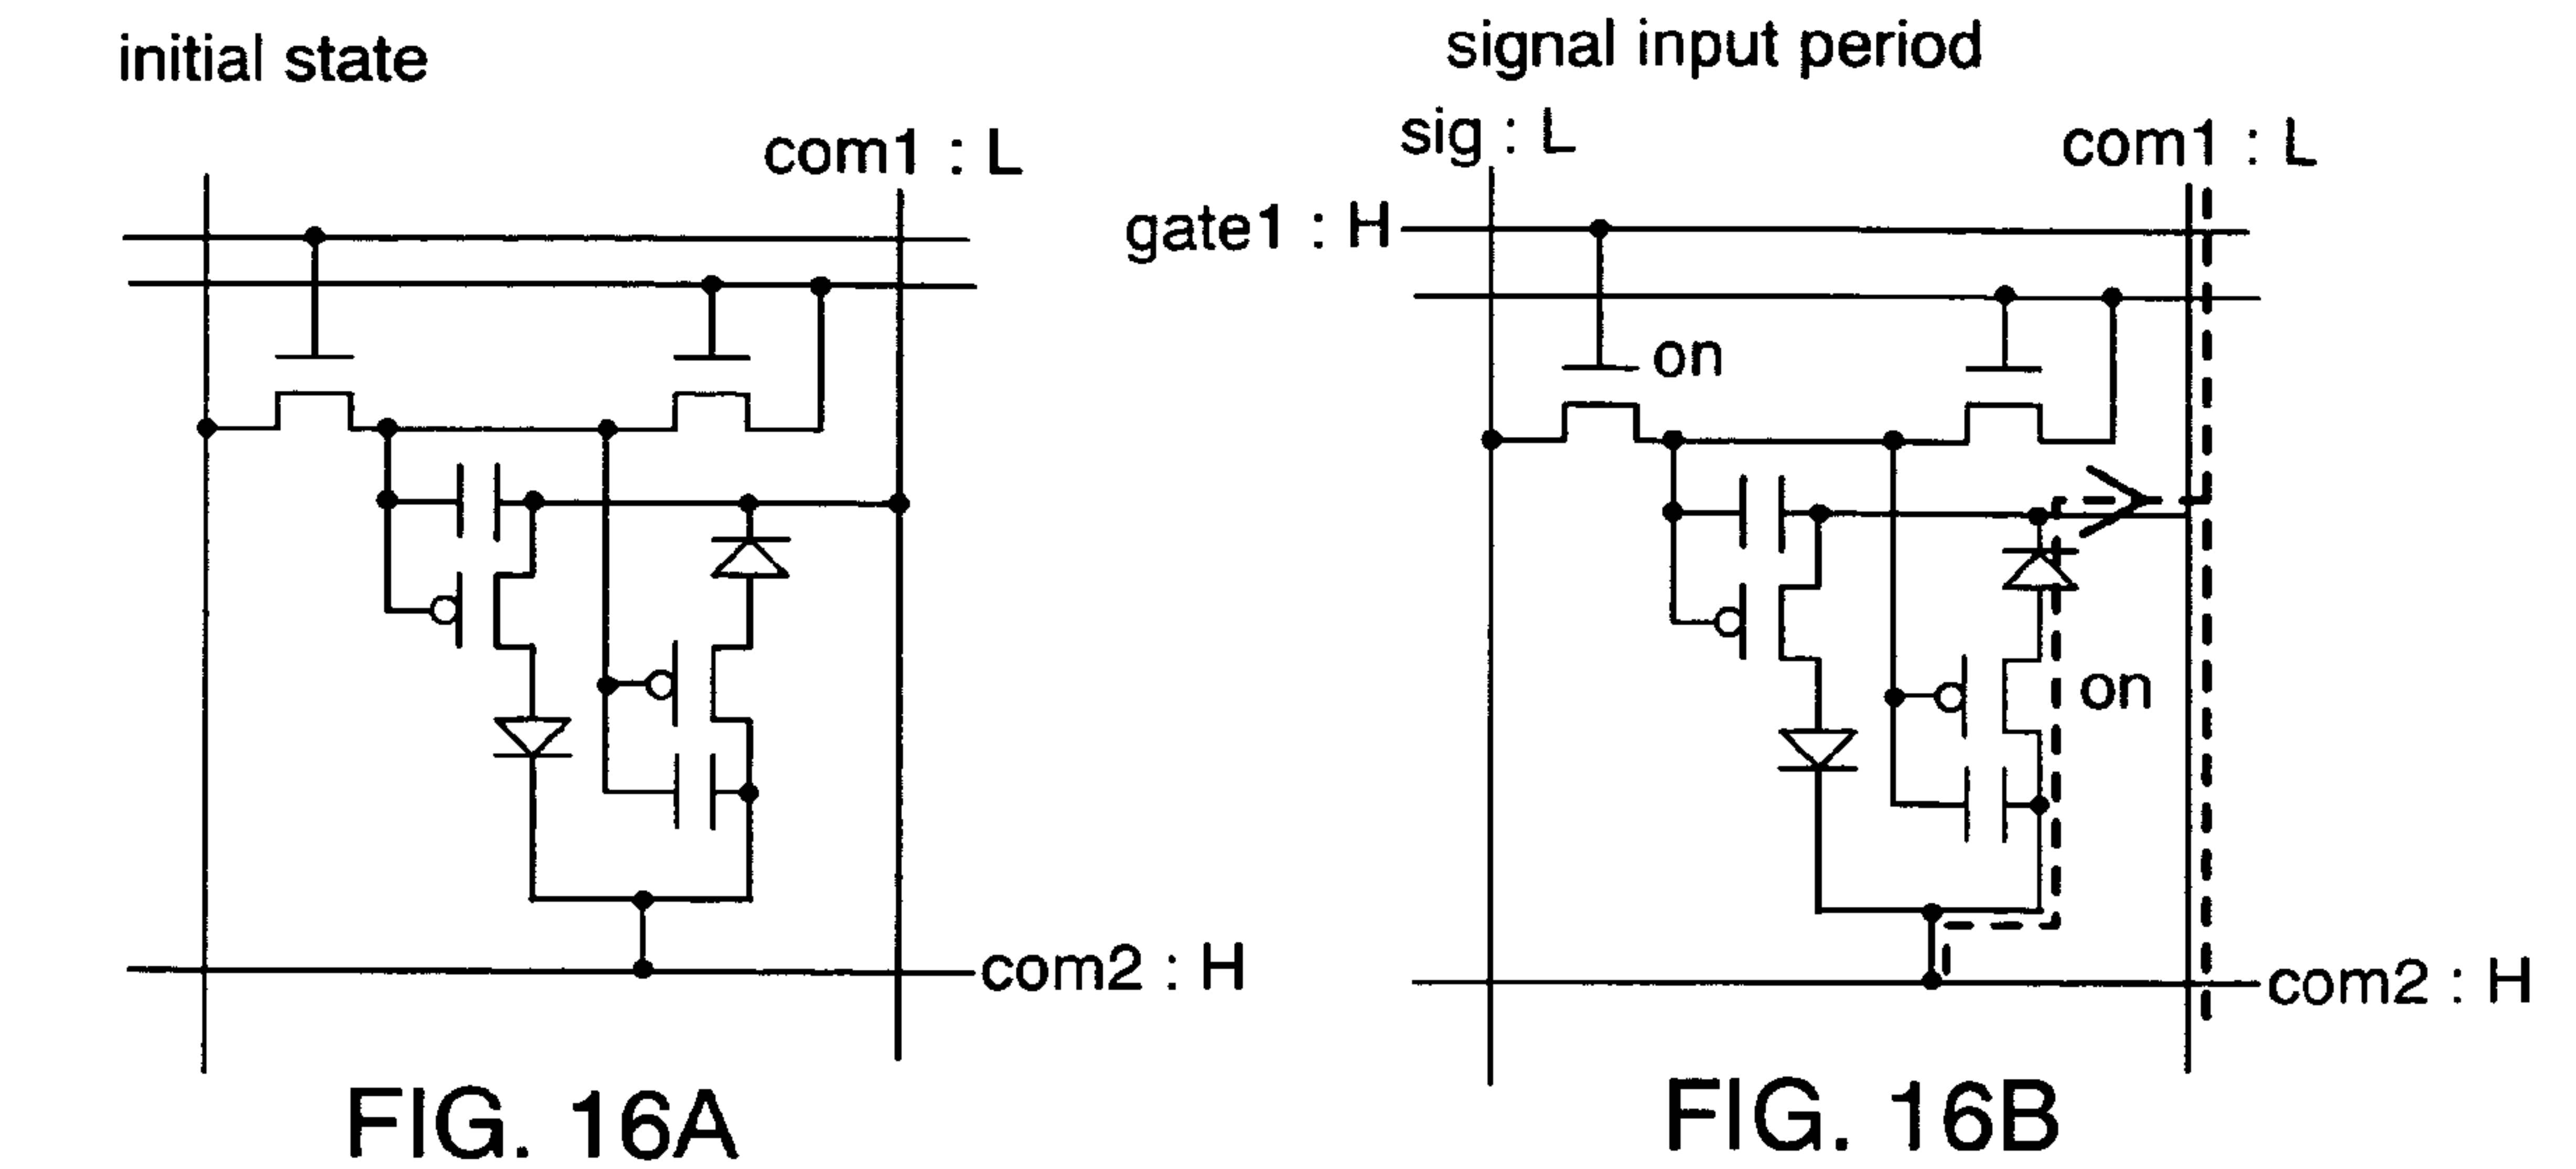 initial state
com1 : L
com2 : H
FIG. 16A
signal input period
sig : L
com1 : L
gate1 : H
on
on
com2 : H
FIG. 16B